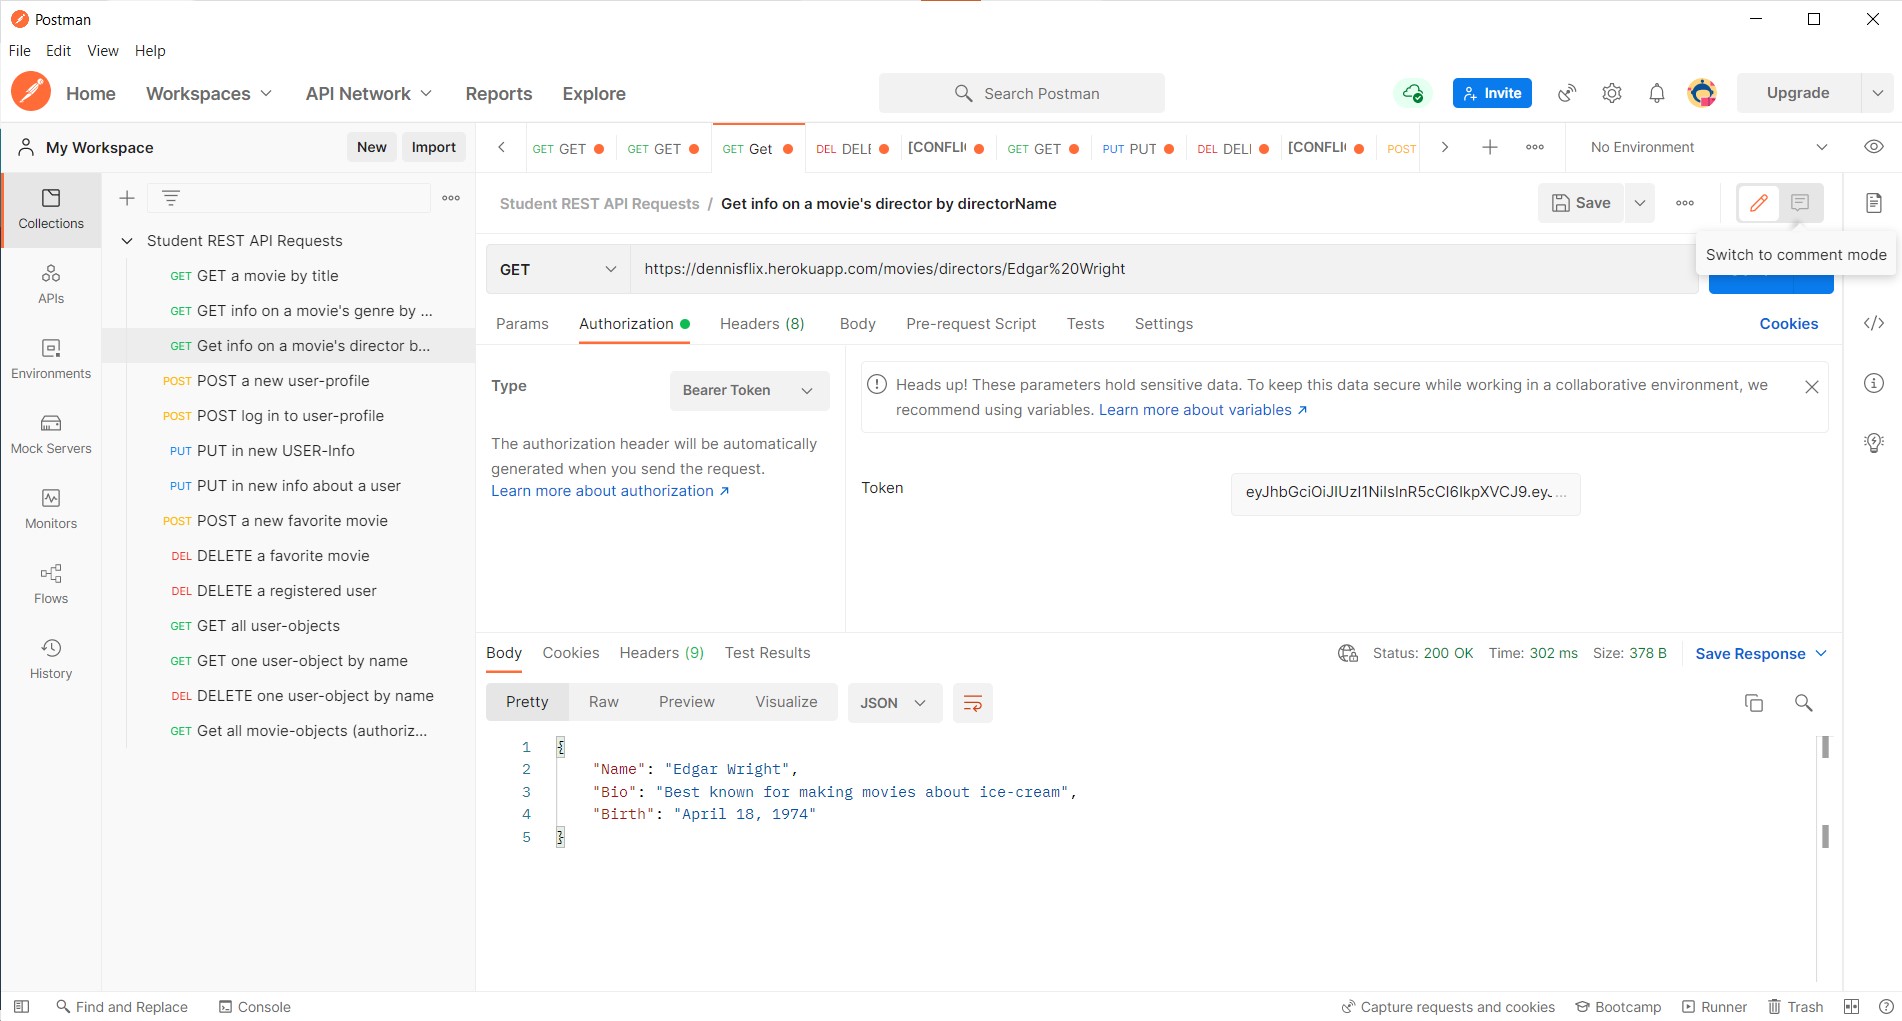 Postman
File Edit View Help
Home Workspaces API Network Reports Explore Search Postman Invite Upgrade
My Workspace New Import
GET GET GET GET GET Get DEL DELE [CONFLI GET GET PUT PUT DEL DELI [CONFLI POST No Environment
Collections
APIs
Environments
Mock Servers
Monitors
Flows
History
Student REST API Requests
GET GET a movie by title
GET GET info on a movie's genre by ...
GET Get info on a movie's director b...
POST POST a new user-profile
POST POST log in to user-profile
PUT PUT in new USER-Info
PUT PUT in new info about a user
POST POST a new favorite movie
DEL DELETE a favorite movie
DEL DELETE a registered user
GET GET all user-objects
GET GET one user-object by name
DEL DELETE one user-object by name
GET Get all movie-objects (authoriz...
Student REST API Requests / Get info on a movie's director by directorName Save
Switch to comment mode
GET https://dennisflix.herokuapp.com/movies/directors/Edgar%20Wright
Params Authorization Headers (8) Body Pre-request Script Tests Settings Cookies
Type Bearer Token
The authorization header will be automatically
generated when you send the request.
Learn more about authorization ↗
Heads up! These parameters hold sensitive data. To keep this data secure while working in a collaborative environment, we
recommend using variables. Learn more about variables ↗
Token eyJhbGciOiJIUzI1NiIsInR5cCI6IkpXVCJ9.ey...
Body Cookies Headers (9) Test Results Status: 200 OK Time: 302 ms Size: 378 B Save Response
Pretty Raw Preview Visualize JSON
1 {
2 "Name": "Edgar Wright",
3 "Bio": "Best known for making movies about ice-cream",
4 "Birth": "April 18, 1974"
5 }
Find and Replace Console Capture requests and cookies Bootcamp Runner Trash